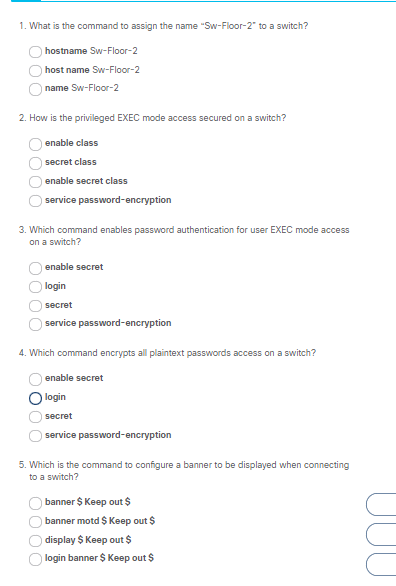 1. What is the command to assign the name "Sw-Floor-2" to a switch?
hostname Sw-Floor-2
host name Sw-Floor-2
name Sw-Floor-2
2. How is the privileged EXEC mode access secured on a switch?
enable class
secret class
enable secret class
service password-encryption
3. Which command enables password authentication for user EXEC mode access
on a switch?
enable secret
login
secret
service password-encryption
4. Which command encrypts all plaintext passwords access on a switch?
enable secret
login
secret
service password-encryption
5. Which is the command to configure a banner to be displayed when connecting
to a switch?
banner $ Keep out $
banner motd $ Keep out $
display $ Keep out $
login banner $ Keep out $